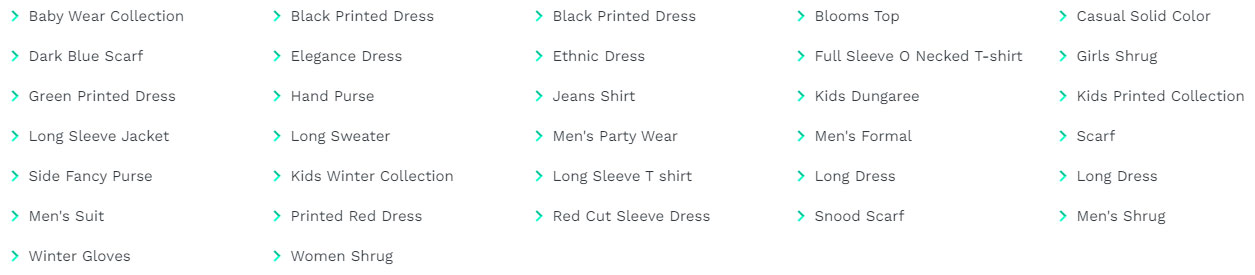 Baby Wear Collection
Black Printed Dress
Black Printed Dress
Blooms Top
Casual Solid Color
Dark Blue Scarf
Elegance Dress
Ethnic Dress
Full Sleeve O Necked T-shirt
Girls Shrug
Green Printed Dress
Hand Purse
Jeans Shirt
Kids Dungaree
Kids Printed Collection
Long Sleeve Jacket
Long Sweater
Men's Party Wear
Men's Formal
Scarf
Side Fancy Purse
Kids Winter Collection
Long Sleeve T shirt
Long Dress
Long Dress
Men's Suit
Printed Red Dress
Red Cut Sleeve Dress
Snood Scarf
Men's Shrug
Winter Gloves
Women Shrug